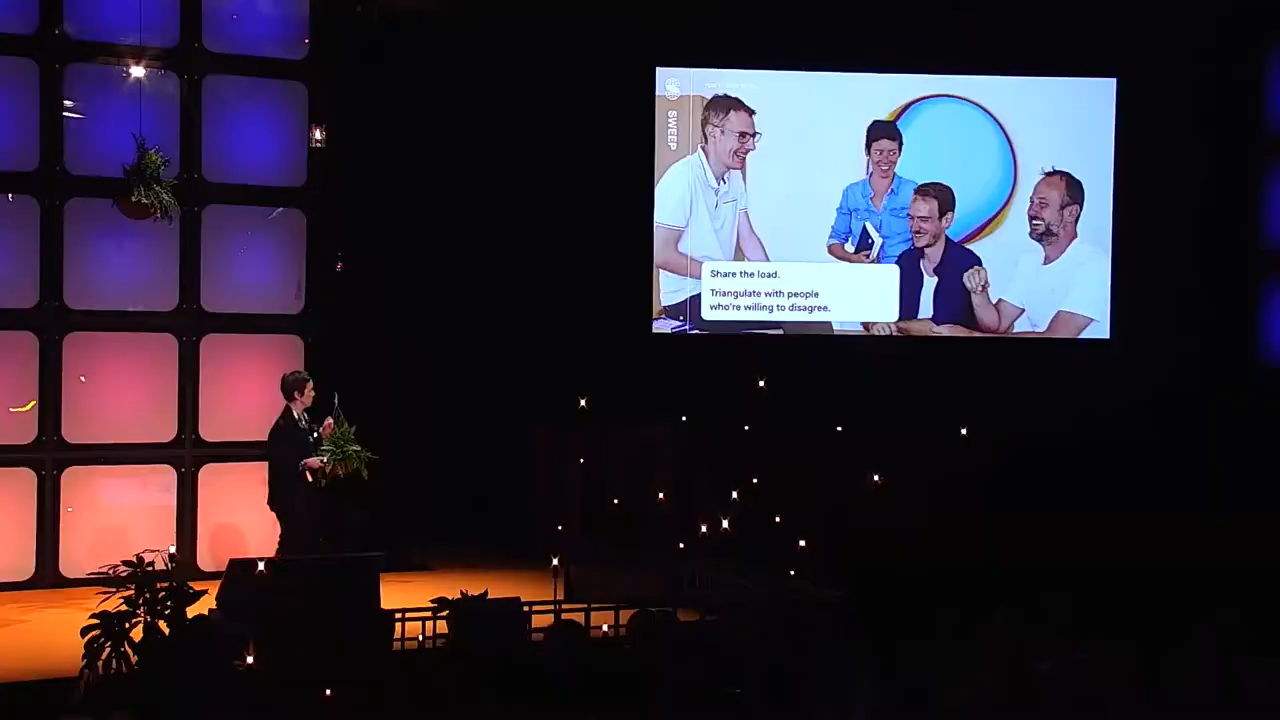 SWEEP
Share the load.
Triangulate with people
who're willing to disagree.